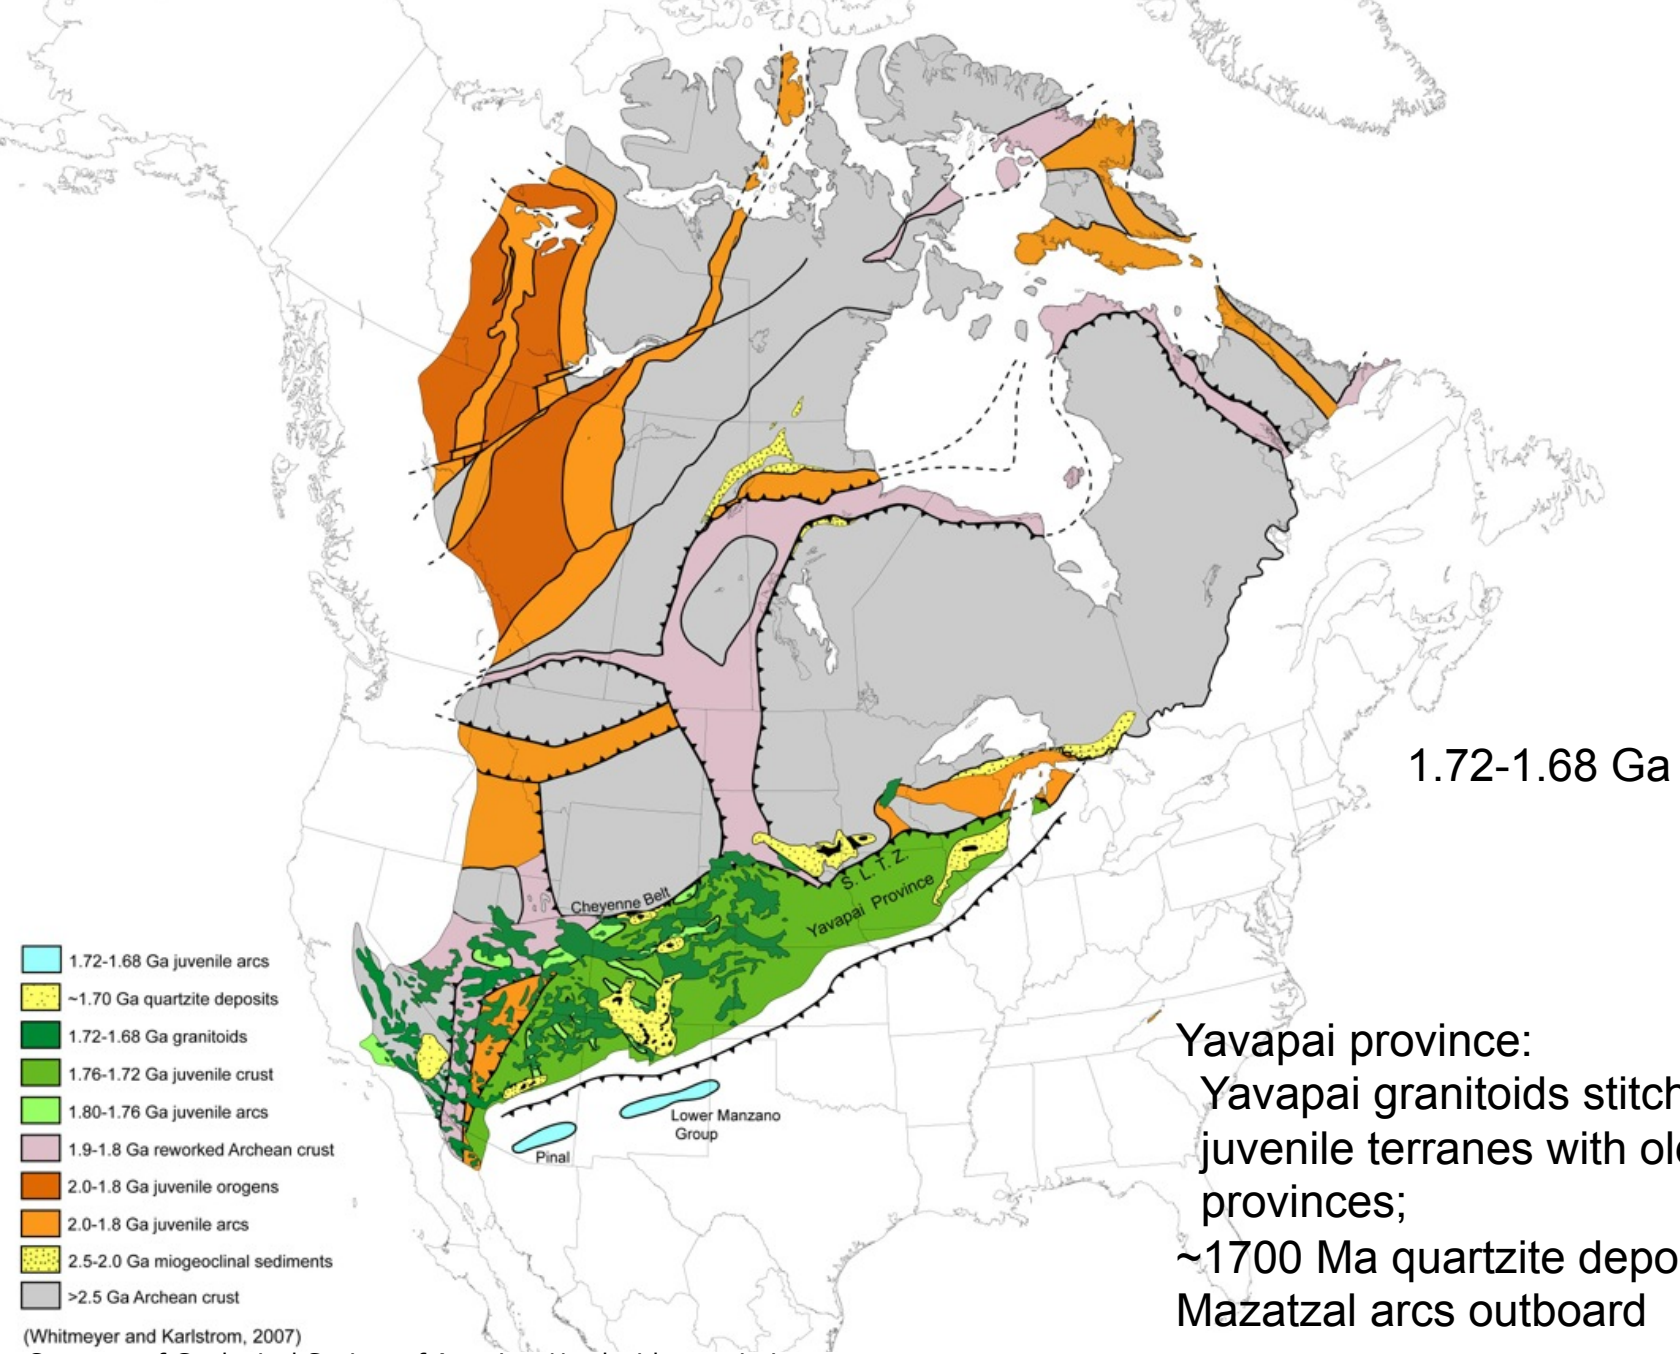 1.72-1.68 Ga
Cheyenne Belt
S. L. T. Z.
Yavapai Province
1.72-1.68 Ga juvenile arcs
~1.70 Ga quartzite deposits
1.72-1.68 Ga granitoids
1.76-1.72 Ga juvenile crust
1.80-1.76 Ga juvenile arcs
1.9-1.8 Ga reworked Archean crust
2.0-1.8 Ga juvenile orogens
2.0-1.8 Ga juvenile arcs
2.5-2.0 Ga miogeoclinal sediments
>2.5 Ga Archean crust
(Whitmeyer and Karlstrom, 2007)
Lower Manzano
Group
Pinal
Yavapai province:
Yavapai granitoids stitch
juvenile terranes with
provinces;
~1700 Ma quartzite
Mazatzal arcs outboard